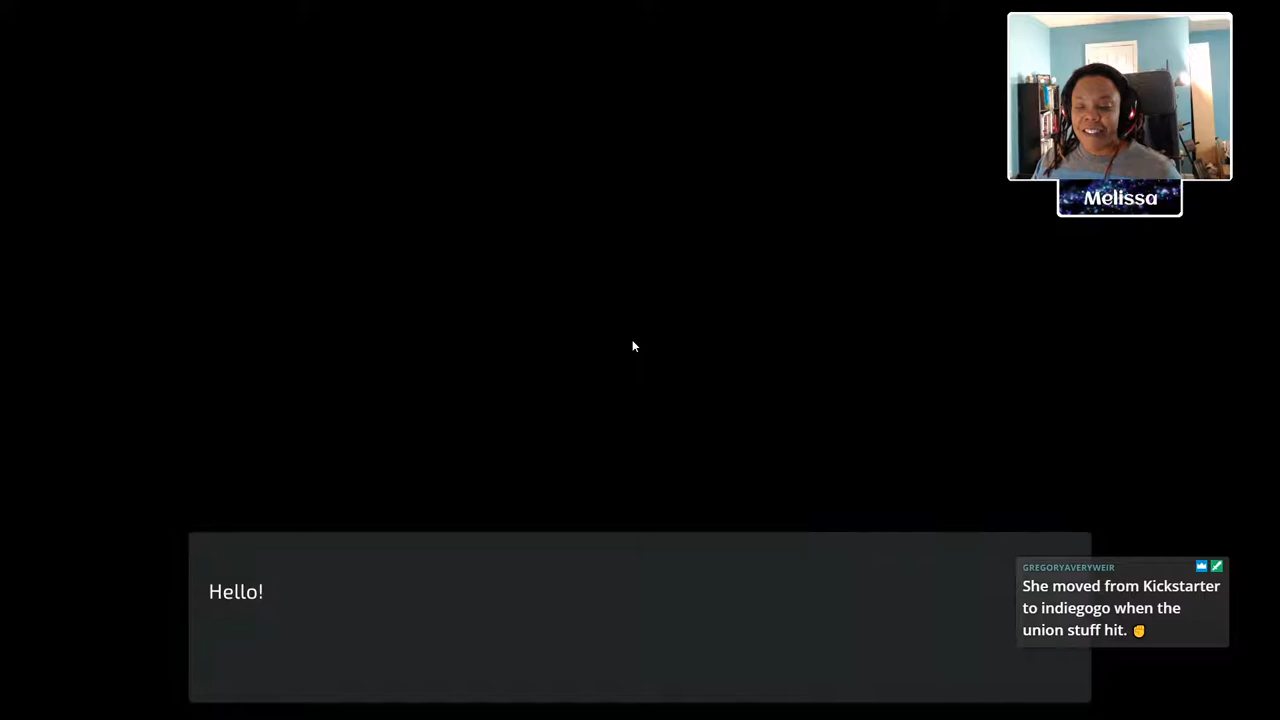 Melissa
Hello!
GREGORYAVERYWEIR
She moved from Kickstarter
to indiegogo when the
union stuff hit. ✊